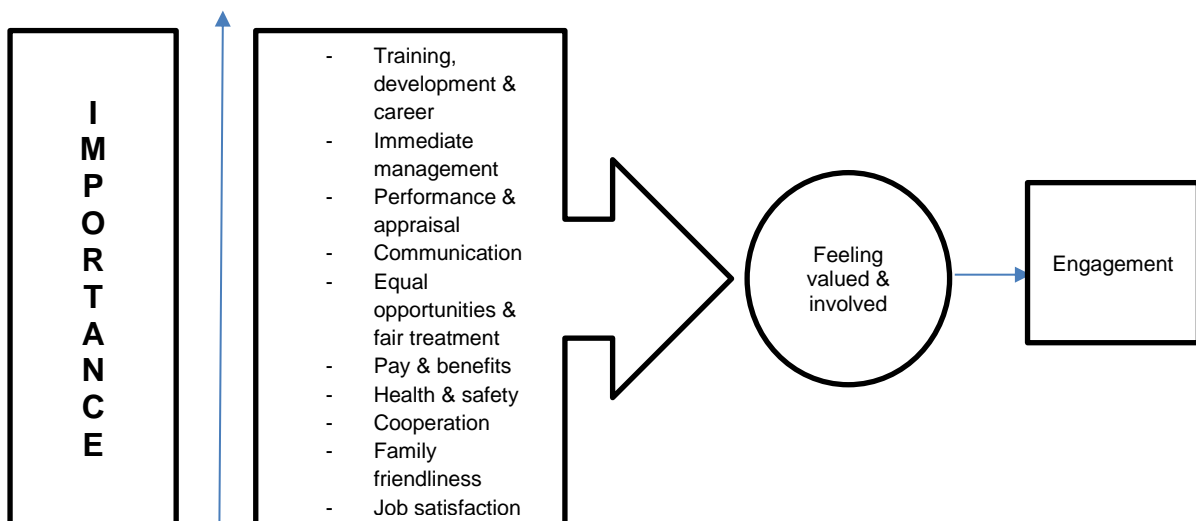 I
M
P
O
R
T
A
N
C
E
- Training,
development &
career
- Immediate
management
- Performance &
appraisal
- Communication
- Equal
opportunities &
fair treatment
- Pay & benefits
- Health & safety
- Cooperation
- Family
friendliness
- Job satisfaction
Feeling
valued &
involved
Engagement